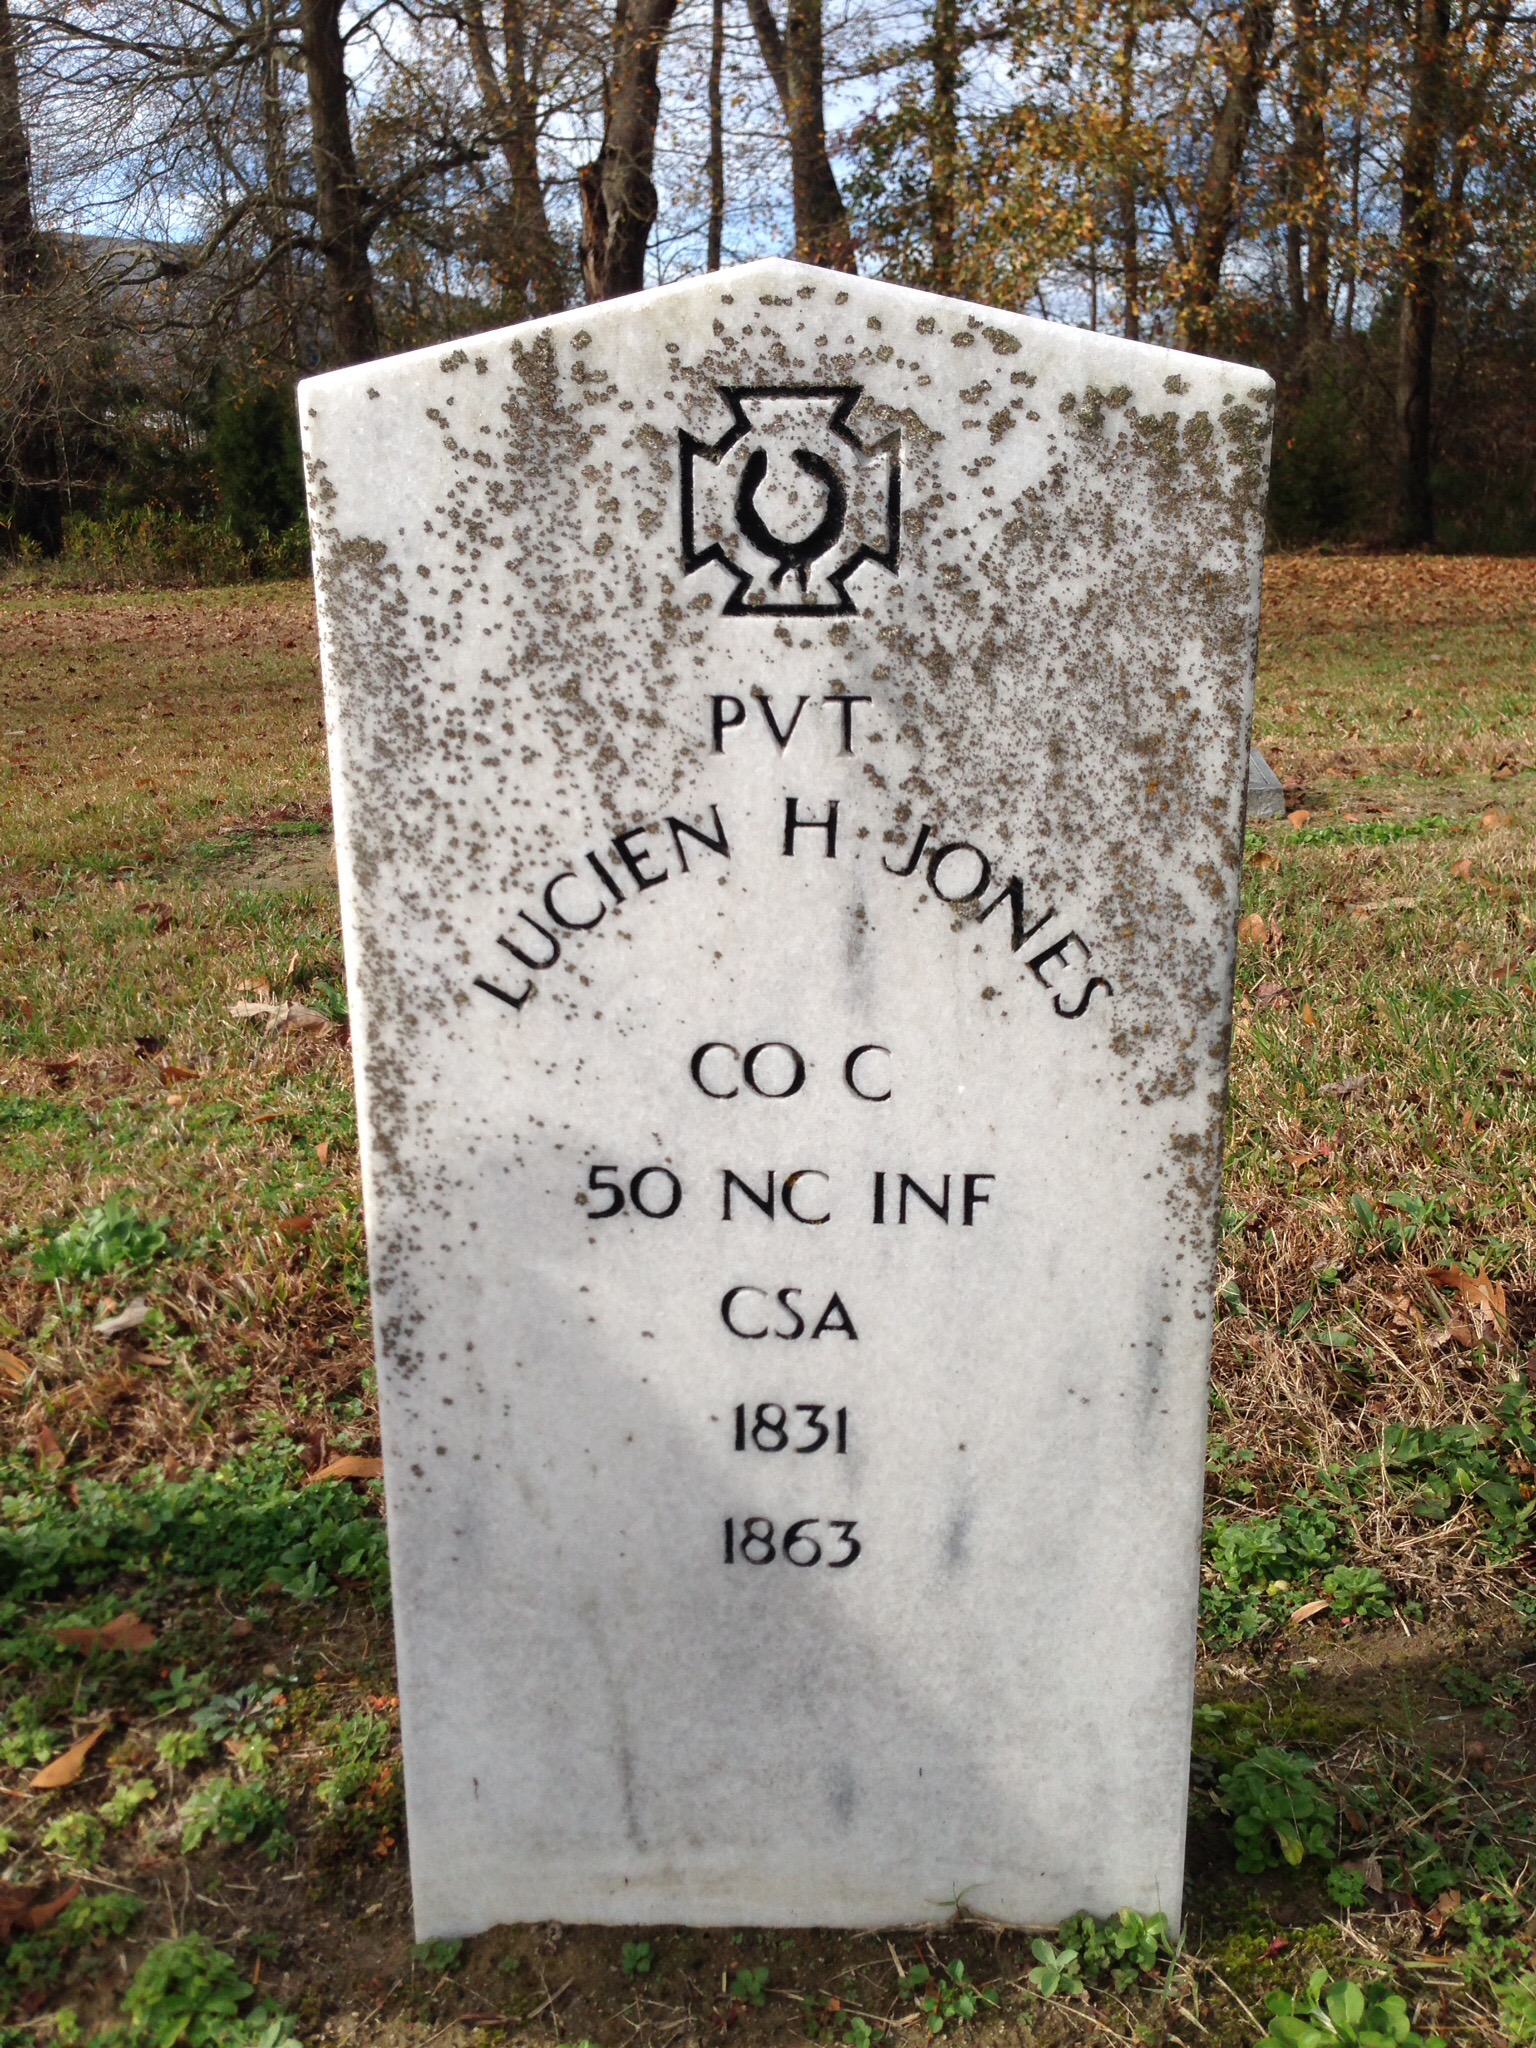 PVT
LUCIEN H JONES
CO C
50 NC INF
CSA
1831
1863